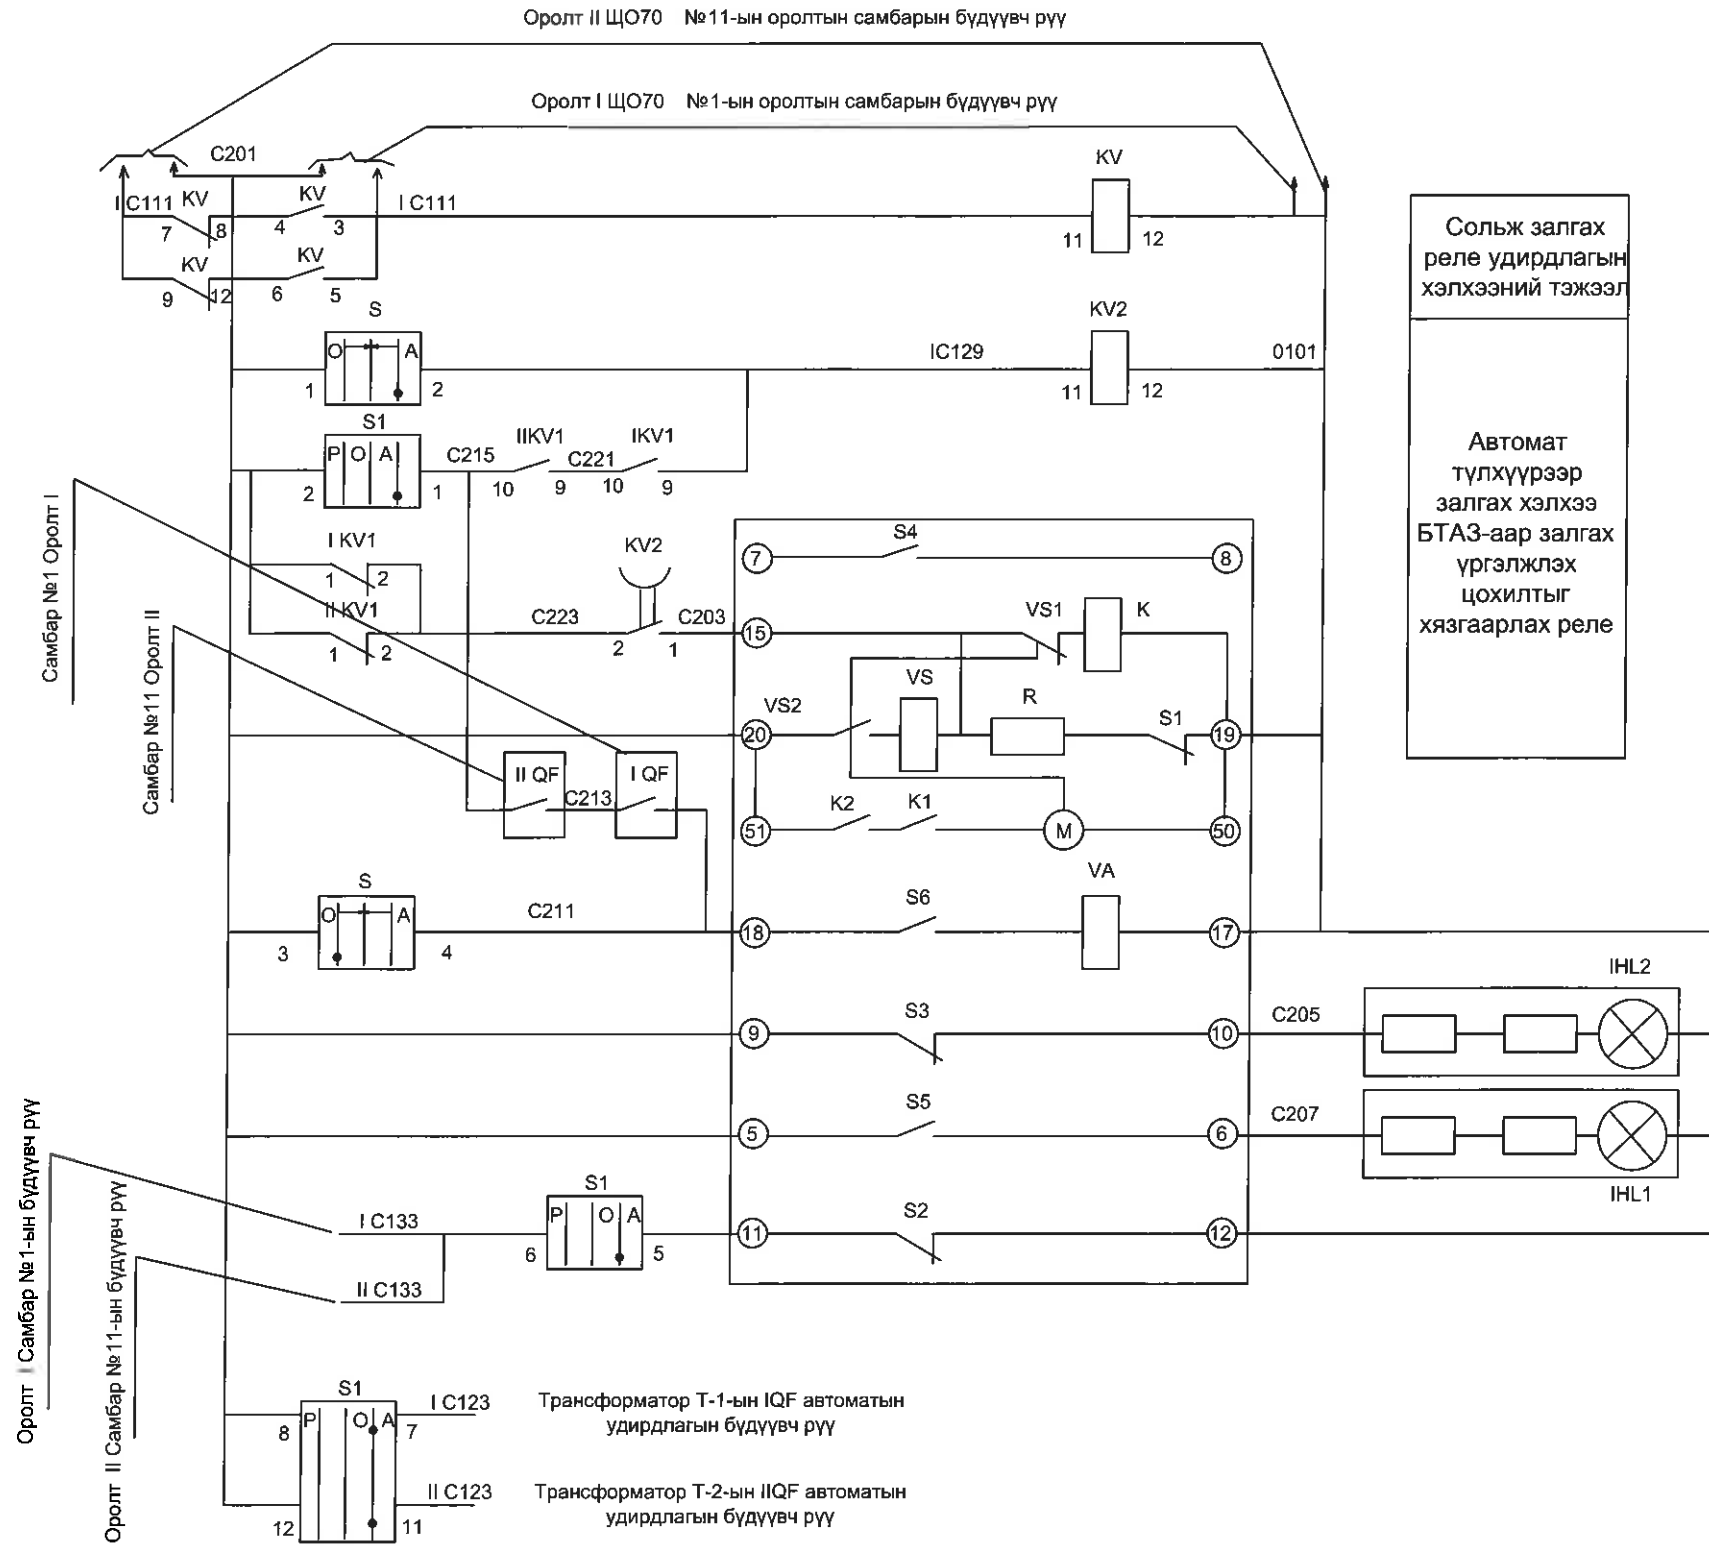 Оролт II ЩО70 №11-ын оролтын самбарын бүдүүвч рүү
Оролт I ЩО70 №1-ын оролтын самбарын бүдүүвч рүү
C201
KV
I C111 KV
KV
I C111
7
8
4
3
11
12
KV
KV
9
12
6
5
Сольж залгах
реле удирдлагын
хэлхээний тэжээл
S
KV2
O
A
IC129
0101
1
2
11
12
S1
P O A
C215
IIKV1
C221
IKV1
2
1
10
9
10
9
Автомат
түлхүүрээр
залгах хэлхээ
БТАЗ-аар залгах
үргэлжлэх
цохилтыг
хязгаарлах реле
Самбар №1 Оролт I
Самбар №11 Оролт II
I KV1
1
2
KV2
S4
7
8
II KV1
1
2
C223
C203
2
1
15
VS1
K
VS2
VS
R
S1
20
19
II QF
C213
I QF
K2
K1
51
M
50
S
VA
O
A
C211
S6
3
4
18
17
IHL2
S3
9
10
C205
S5
5
6
C207
IHL1
Оролт I Самбар №1-ын бүдүүвч рүү
Оролт II Самбар №11-ын бүдүүвч рүү
S1
S2
I C133
P
O A
6
5
11
12
II C133
S1
I C123
P
O A
8
7
Трансформатор Т-1-ын IQF автоматын
удирдлагын бүдүүвч рүү
II C123
12
11
Трансформатор Т-2-ын IIQF автоматын
удирдлагын бүдүүвч рүү